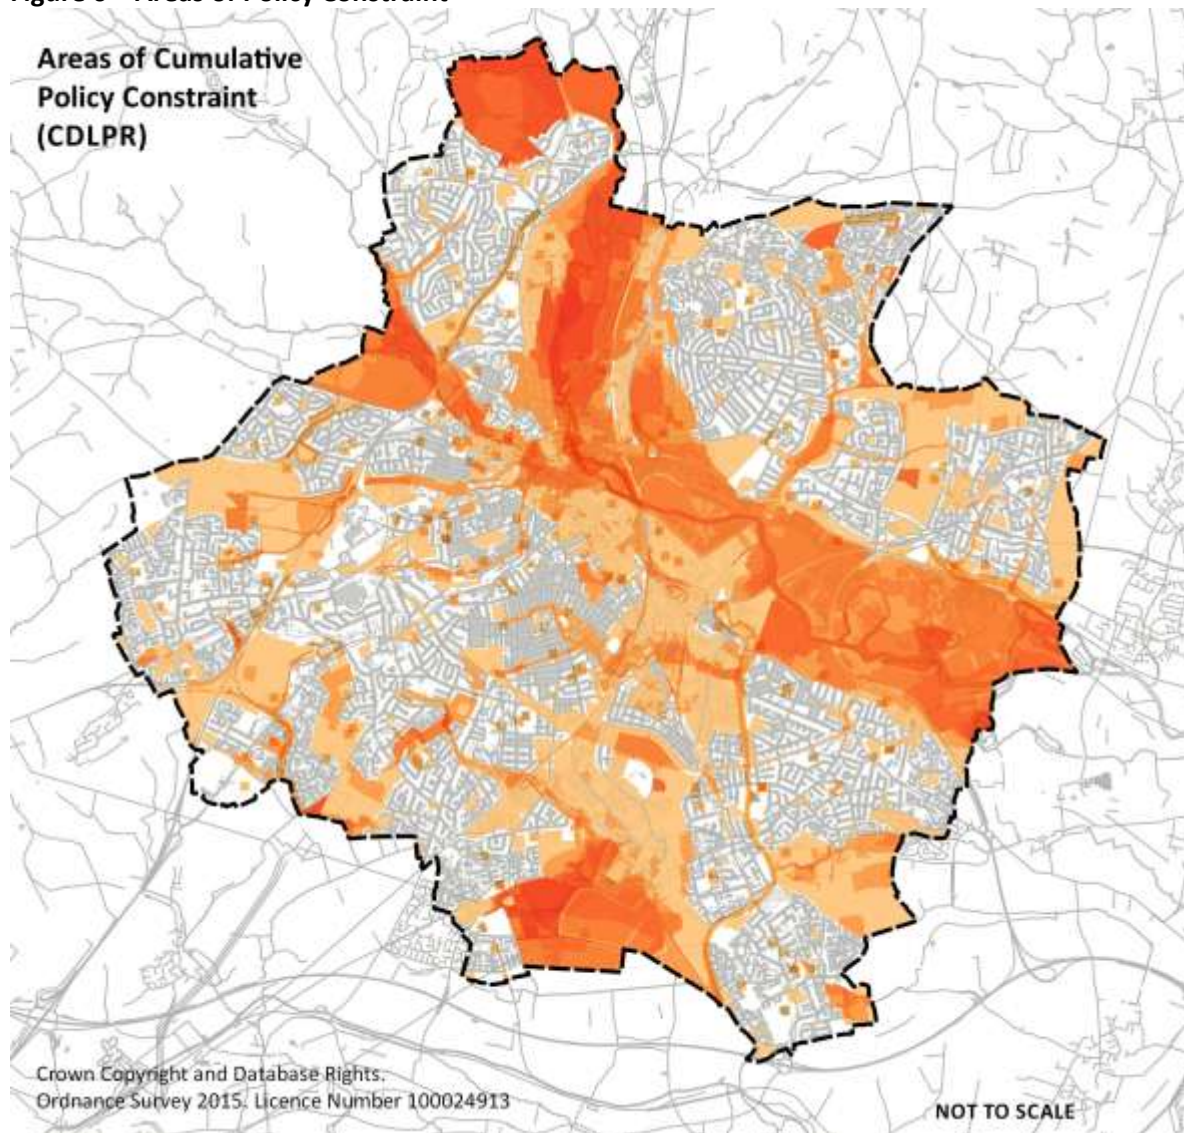 Areas of Cumulative
Policy Constraint
(CDLPR)
Crown Copyright and Database Rights.
Ordnance Survey 2015. Licence Number 100024913
NOT TO SCALE